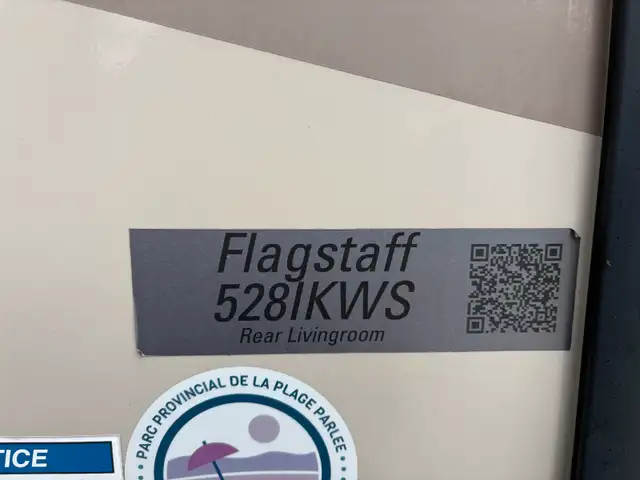 Flagstaff
528IKWS
Rear Livingroom
• PARC PROVINCIAL DE LA PLAGE PARLEE •
TICE